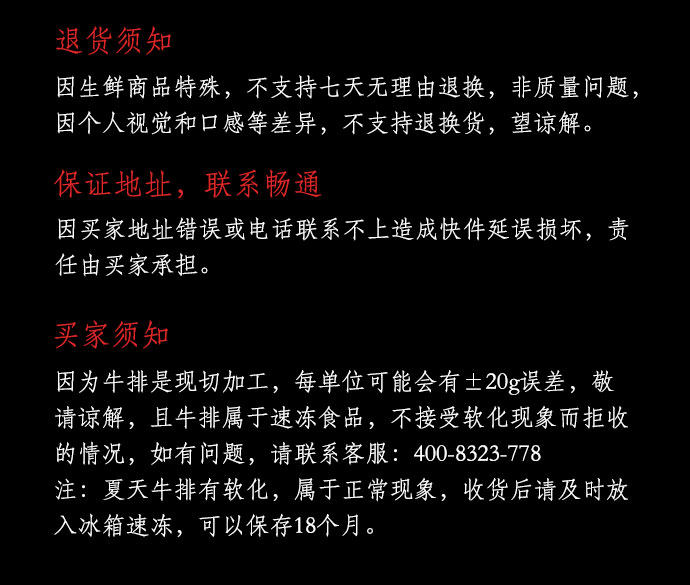 退货须知
因生鲜商品特殊，不支持七天无理由退换，非质量问题，
因个人视觉和口感等差异，不支持退换货，望谅解。
保证地址，联系畅通
因买家地址错误或电话联系不上造成快件延误损坏，责
任由买家承担。
买家须知
因为牛排是现切加工，每单位可能会有±20g误差，敬
请谅解，且牛排属于速冻食品，不接受软化现象而拒收
的情况，如有问题，请联系客服：400-8323-778
注：夏天牛排有软化，属于正常现象，收货后请及时放
入冰箱速冻，可以保存18个月。